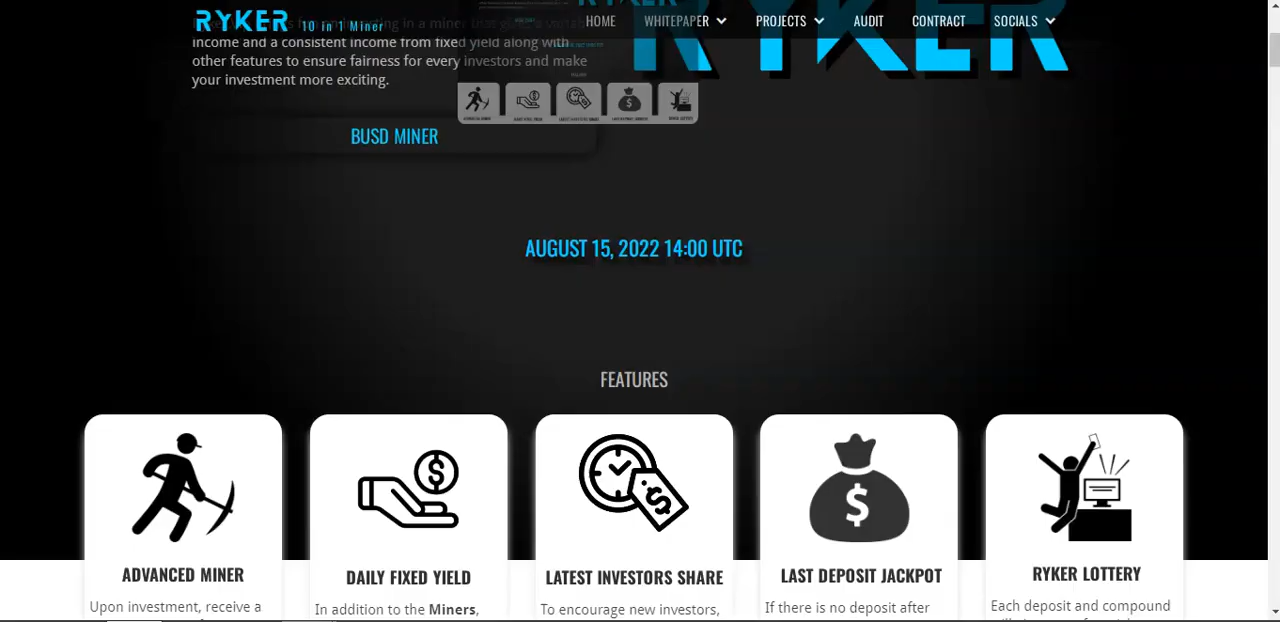 RYKER 10 in 1 Miner
HOME WHITEPAPER PROJECTS AUDIT CONTRACT SOCIALS
RYKER
income and a consistent income from fixed yield along with
other features to ensure fairness for every investors and make
your investment more exciting.
BUSD MINER
AUGUST 15, 2022 14:00 UTC
FEATURES
ADVANCED MINER
Upon investment, receive a
DAILY FIXED YIELD
In addition to the Miners,
LATEST INVESTORS SHARE
To encourage new investors,
LAST DEPOSIT JACKPOT
If there is no deposit after
RYKER LOTTERY
Each deposit and compound